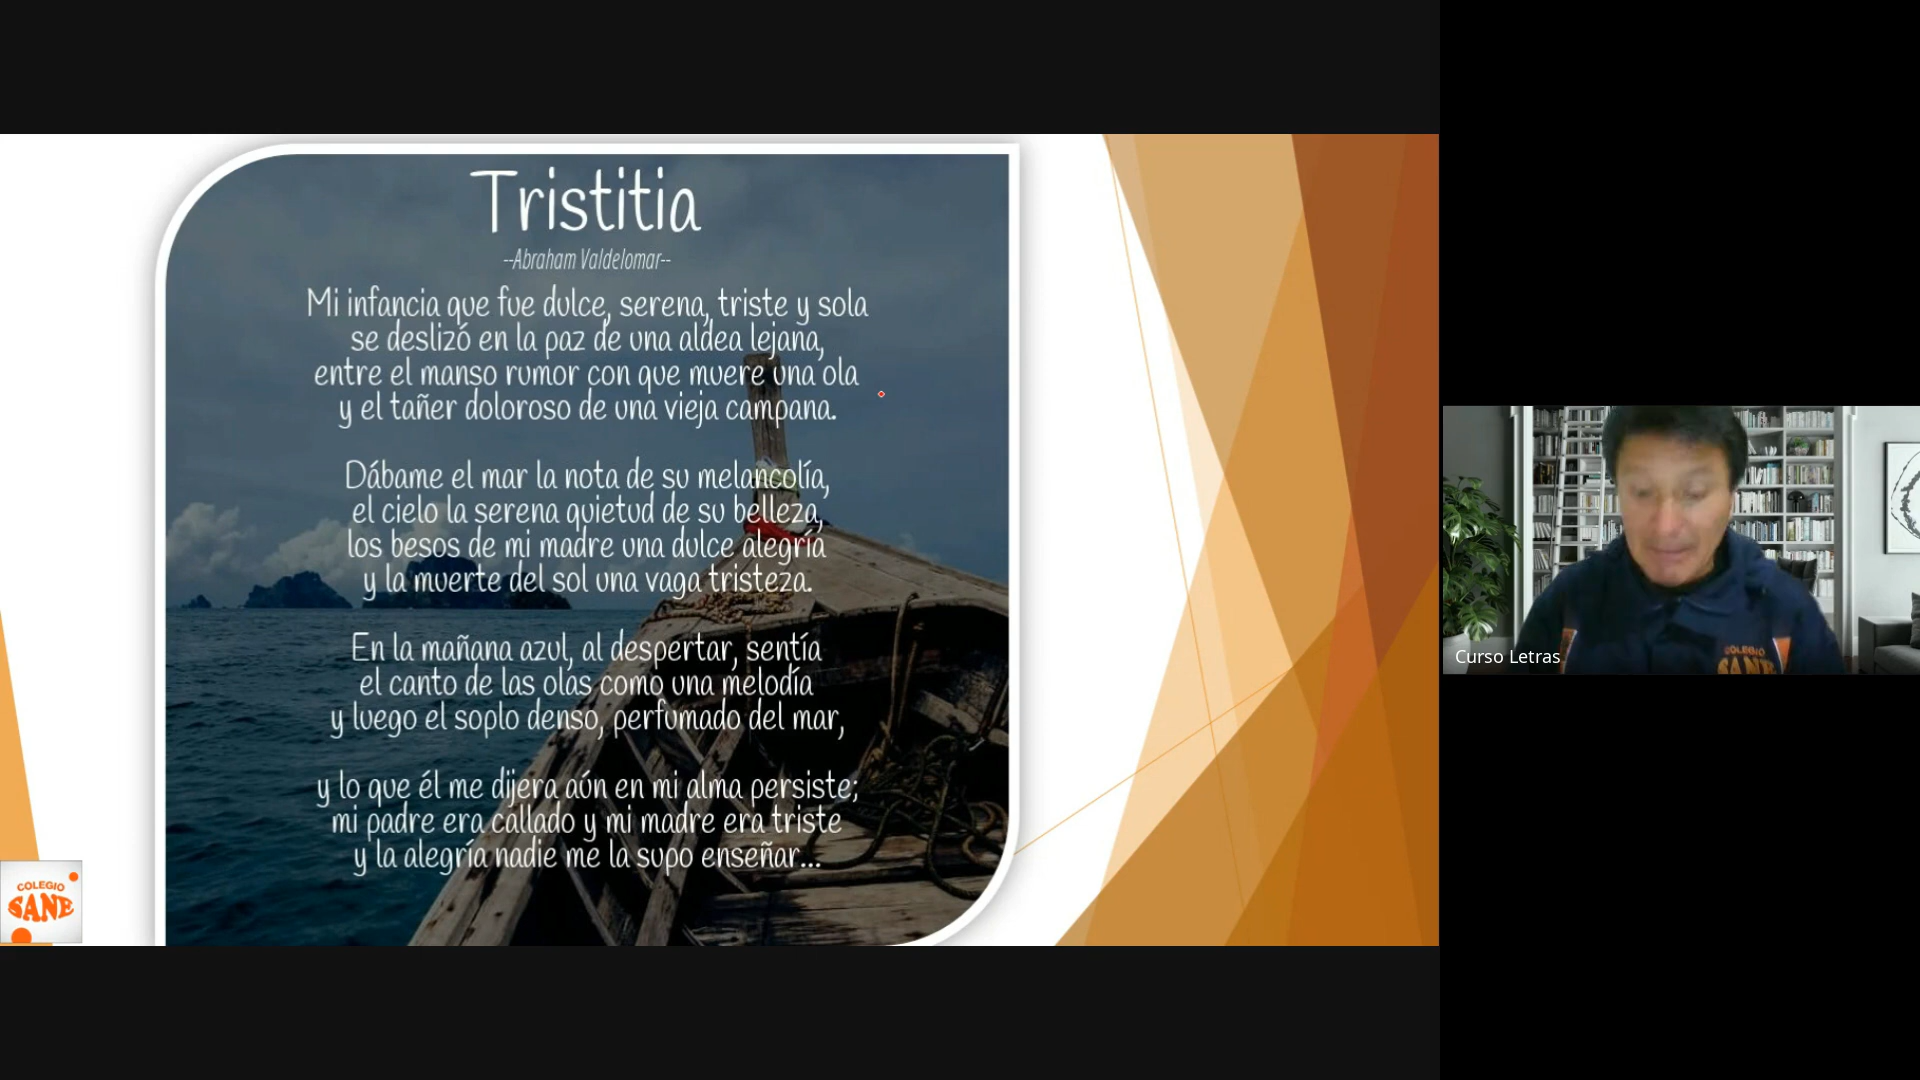 Tristitia
--Abraham Valdelomar--
Mi infancia que fue dulce, serena, triste y sola
se deslizó en la paz de una aldea lejana,
entre el manso rumor con que muere una ola
y el tañer doloroso de una vieja campana.
Dábame el mar la nota de su melancolía,
el cielo la serena quietud de su belleza,
los besos de mi madre una dulce alegría
y la muerte del sol una vaga tristeza.
En la mañana azul, al despertar, sentía
el canto de las olas como una melodía
y luego el soplo denso, perfumado del mar,
y lo que él me dijera aún en mi alma persiste;
mi padre era callado y mi madre era triste
y la alegría nadie me la supo enseñar...
COLEGIO
SANE
Curso Letras
COLEGIO
SANE